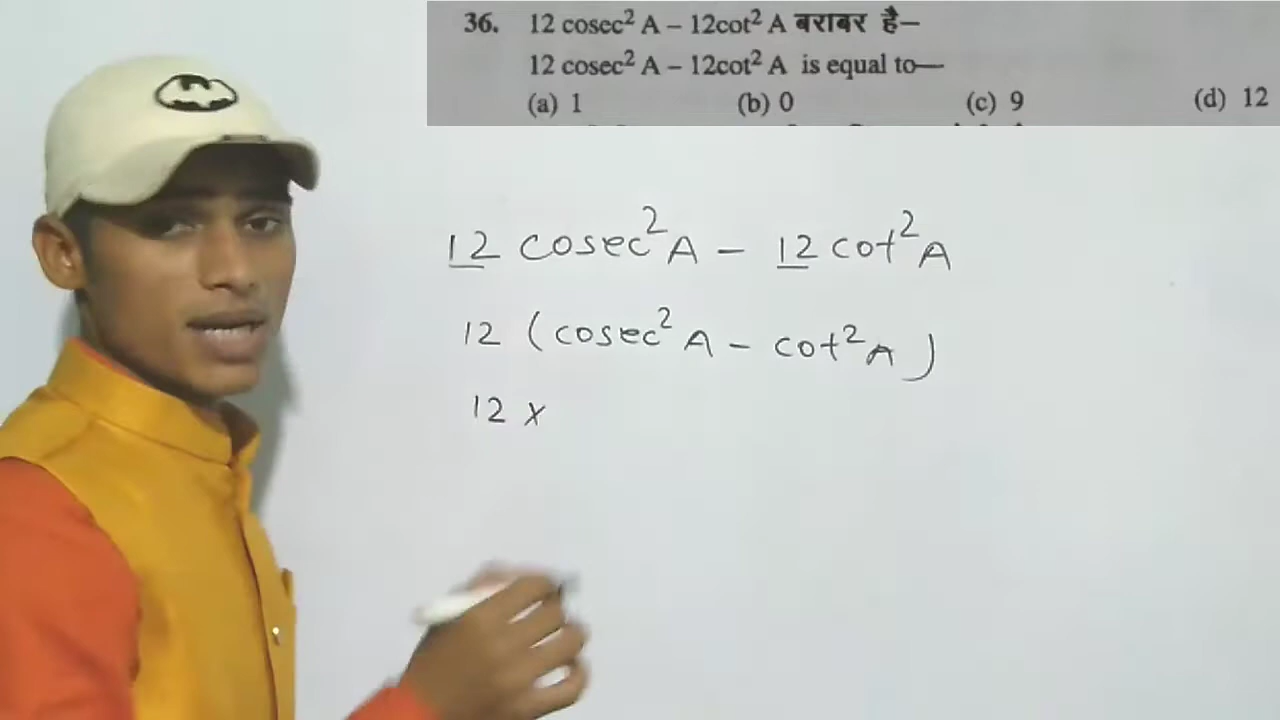 36. 12 cosec² A – 12cot² A बराबर है–
12 cosec² A – 12cot² A is equal to—
(a) 1 (b) 0 (c) 9 (d) 12
12 cosec²A – 12 cot²A
12 (cosec²A – cot²A)
12 x